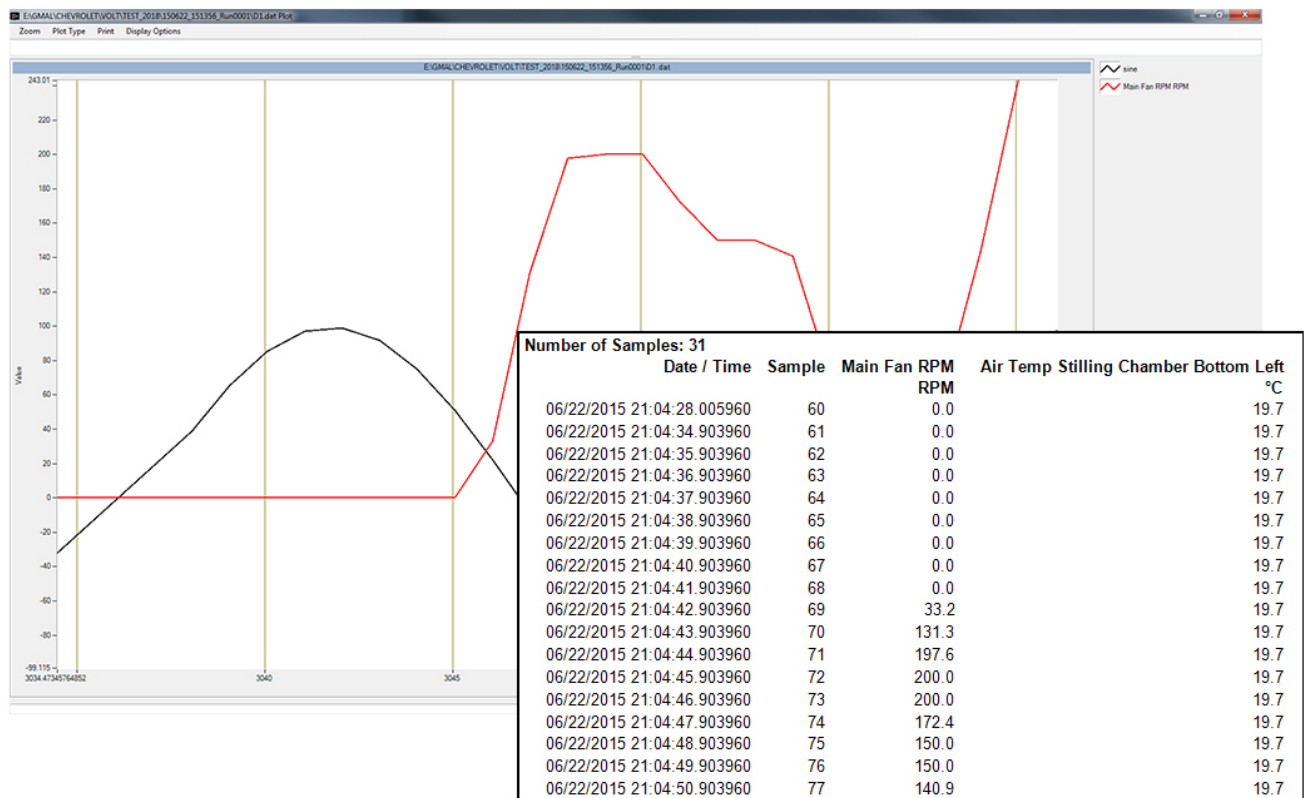 E:\GMAL\CHEVROLET\VOLT\TEST_2018\150622_151356_Run0001\D1.dat Plot
Zoom Plot Type Print Display Options
E:\GMAL\CHEVROLET\VOLT\TEST_2018\150622_151356_Run0001\D1.dat
sine
Main Fan RPM RPM
243.01
220
200
180
160
140
120
100
80
60
40
20
0
-20
-40
-60
-80
-99.115
Value
3034.47345764852 3040 3045
Number of Samples: 31
Date / Time Sample Main Fan RPM Air Temp Stilling Chamber Bottom Left
RPM °C
06/22/2015 21:04:28.005960 60 0.0 19.7
06/22/2015 21:04:34.903960 61 0.0 19.7
06/22/2015 21:04:35.903960 62 0.0 19.7
06/22/2015 21:04:36.903960 63 0.0 19.7
06/22/2015 21:04:37.903960 64 0.0 19.7
06/22/2015 21:04:38.903960 65 0.0 19.7
06/22/2015 21:04:39.903960 66 0.0 19.7
06/22/2015 21:04:40.903960 67 0.0 19.7
06/22/2015 21:04:41.903960 68 0.0 19.7
06/22/2015 21:04:42.903960 69 33.2 19.7
06/22/2015 21:04:43.903960 70 131.3 19.7
06/22/2015 21:04:44.903960 71 197.6 19.7
06/22/2015 21:04:45.903960 72 200.0 19.7
06/22/2015 21:04:46.903960 73 200.0 19.7
06/22/2015 21:04:47.903960 74 172.4 19.7
06/22/2015 21:04:48.903960 75 150.0 19.7
06/22/2015 21:04:49.903960 76 150.0 19.7
06/22/2015 21:04:50.903960 77 140.9 19.7